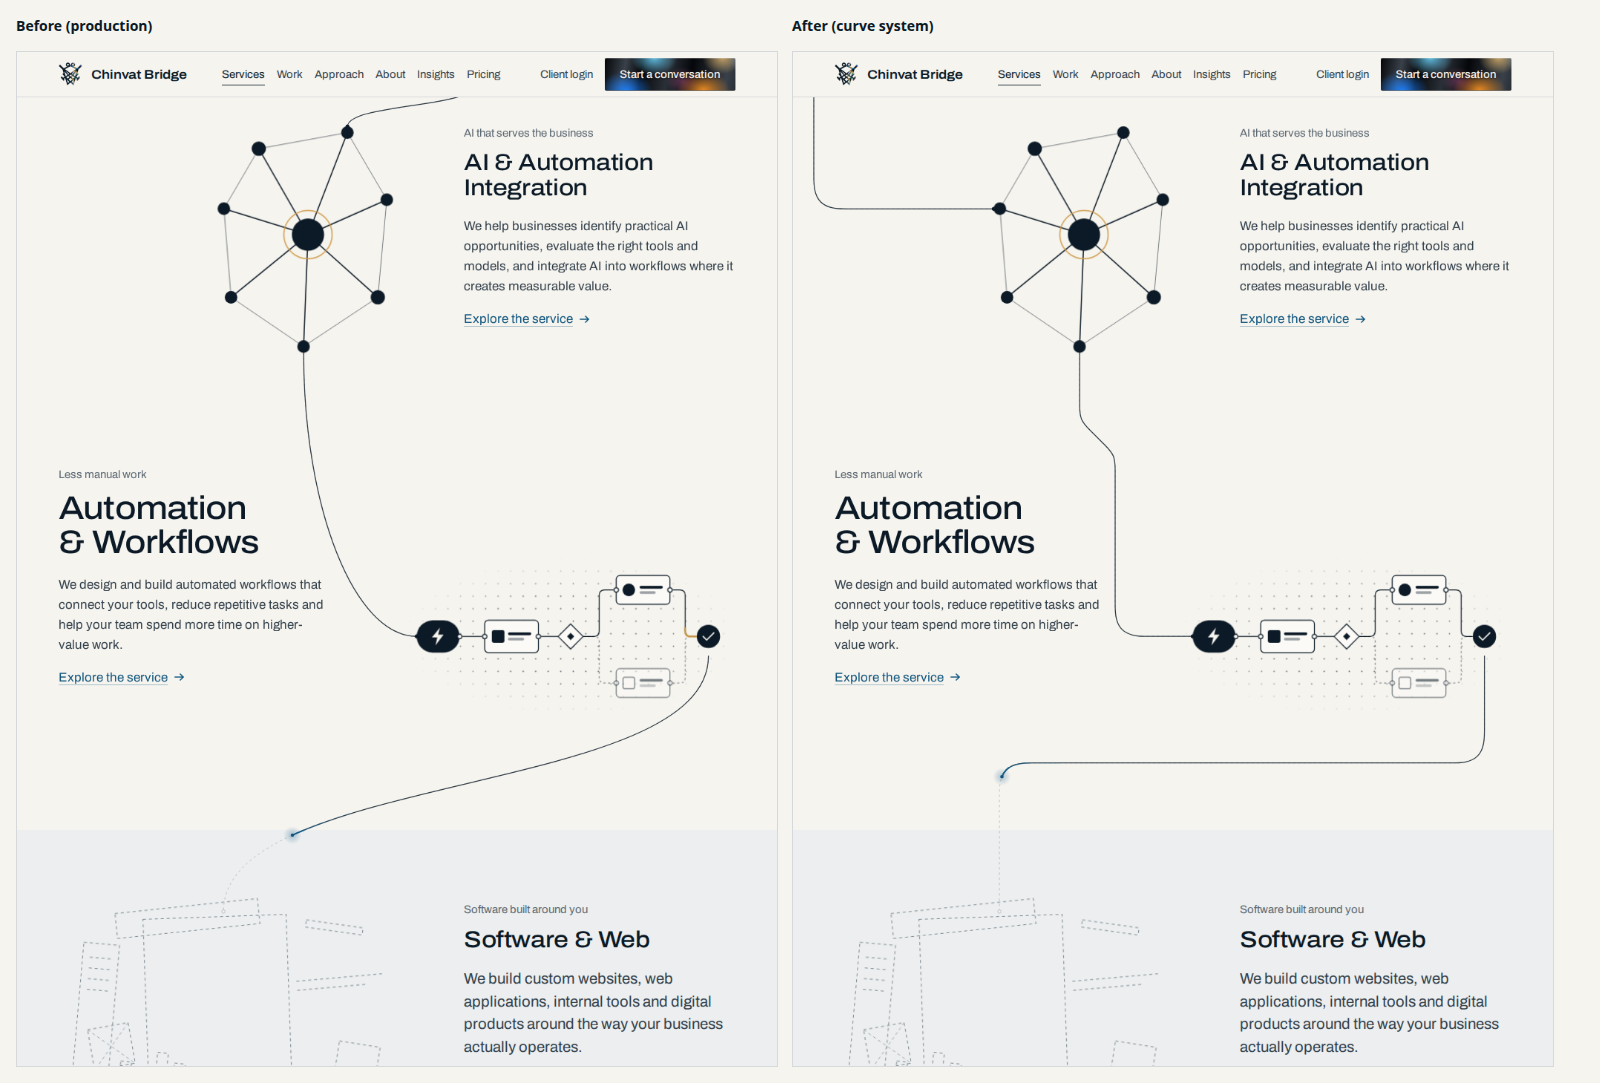 Before (production)
Chinvat Bridge Services Work Approach About Insights Pricing Client login Start a conversation
AI that serves the business
AI & Automation
Integration
We help businesses identify practical AI
opportunities, evaluate the right tools and
models, and integrate AI into workflows where it
creates measurable value.
Explore the service →
Less manual work
Automation
& Workflows
We design and build automated workflows that
connect your tools, reduce repetitive tasks and
help your team spend more time on higher-
value work.
Explore the service →
Software built around you
Software & Web
We build custom websites, web
applications, internal tools and digital
products around the way your business
actually operates.
After (curve system)
Chinvat Bridge Services Work Approach About Insights Pricing Client login Start a conversation
AI that serves the business
AI & Automation
Integration
We help businesses identify practical AI
opportunities, evaluate the right tools and
models, and integrate AI into workflows where it
creates measurable value.
Explore the service →
Less manual work
Automation
& Workflows
We design and build automated workflows that
connect your tools, reduce repetitive tasks and
help your team spend more time on higher-
value work.
Explore the service →
Software built around you
Software & Web
We build custom websites, web
applications, internal tools and digital
products around the way your business
actually operates.